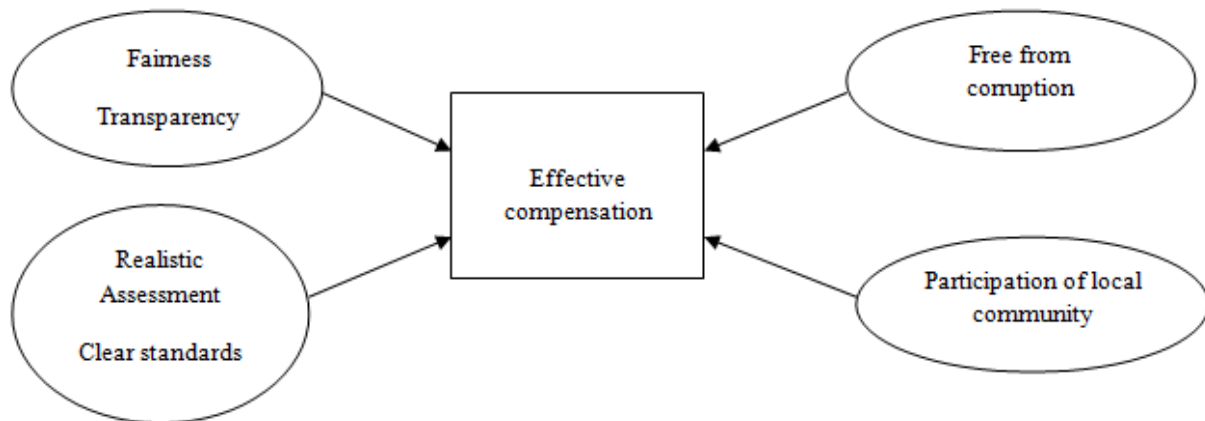 Fairness
Transparency
Free from
corruption
Effective
compensation
Realistic
Assessment
Clear standards
Participation of local
community